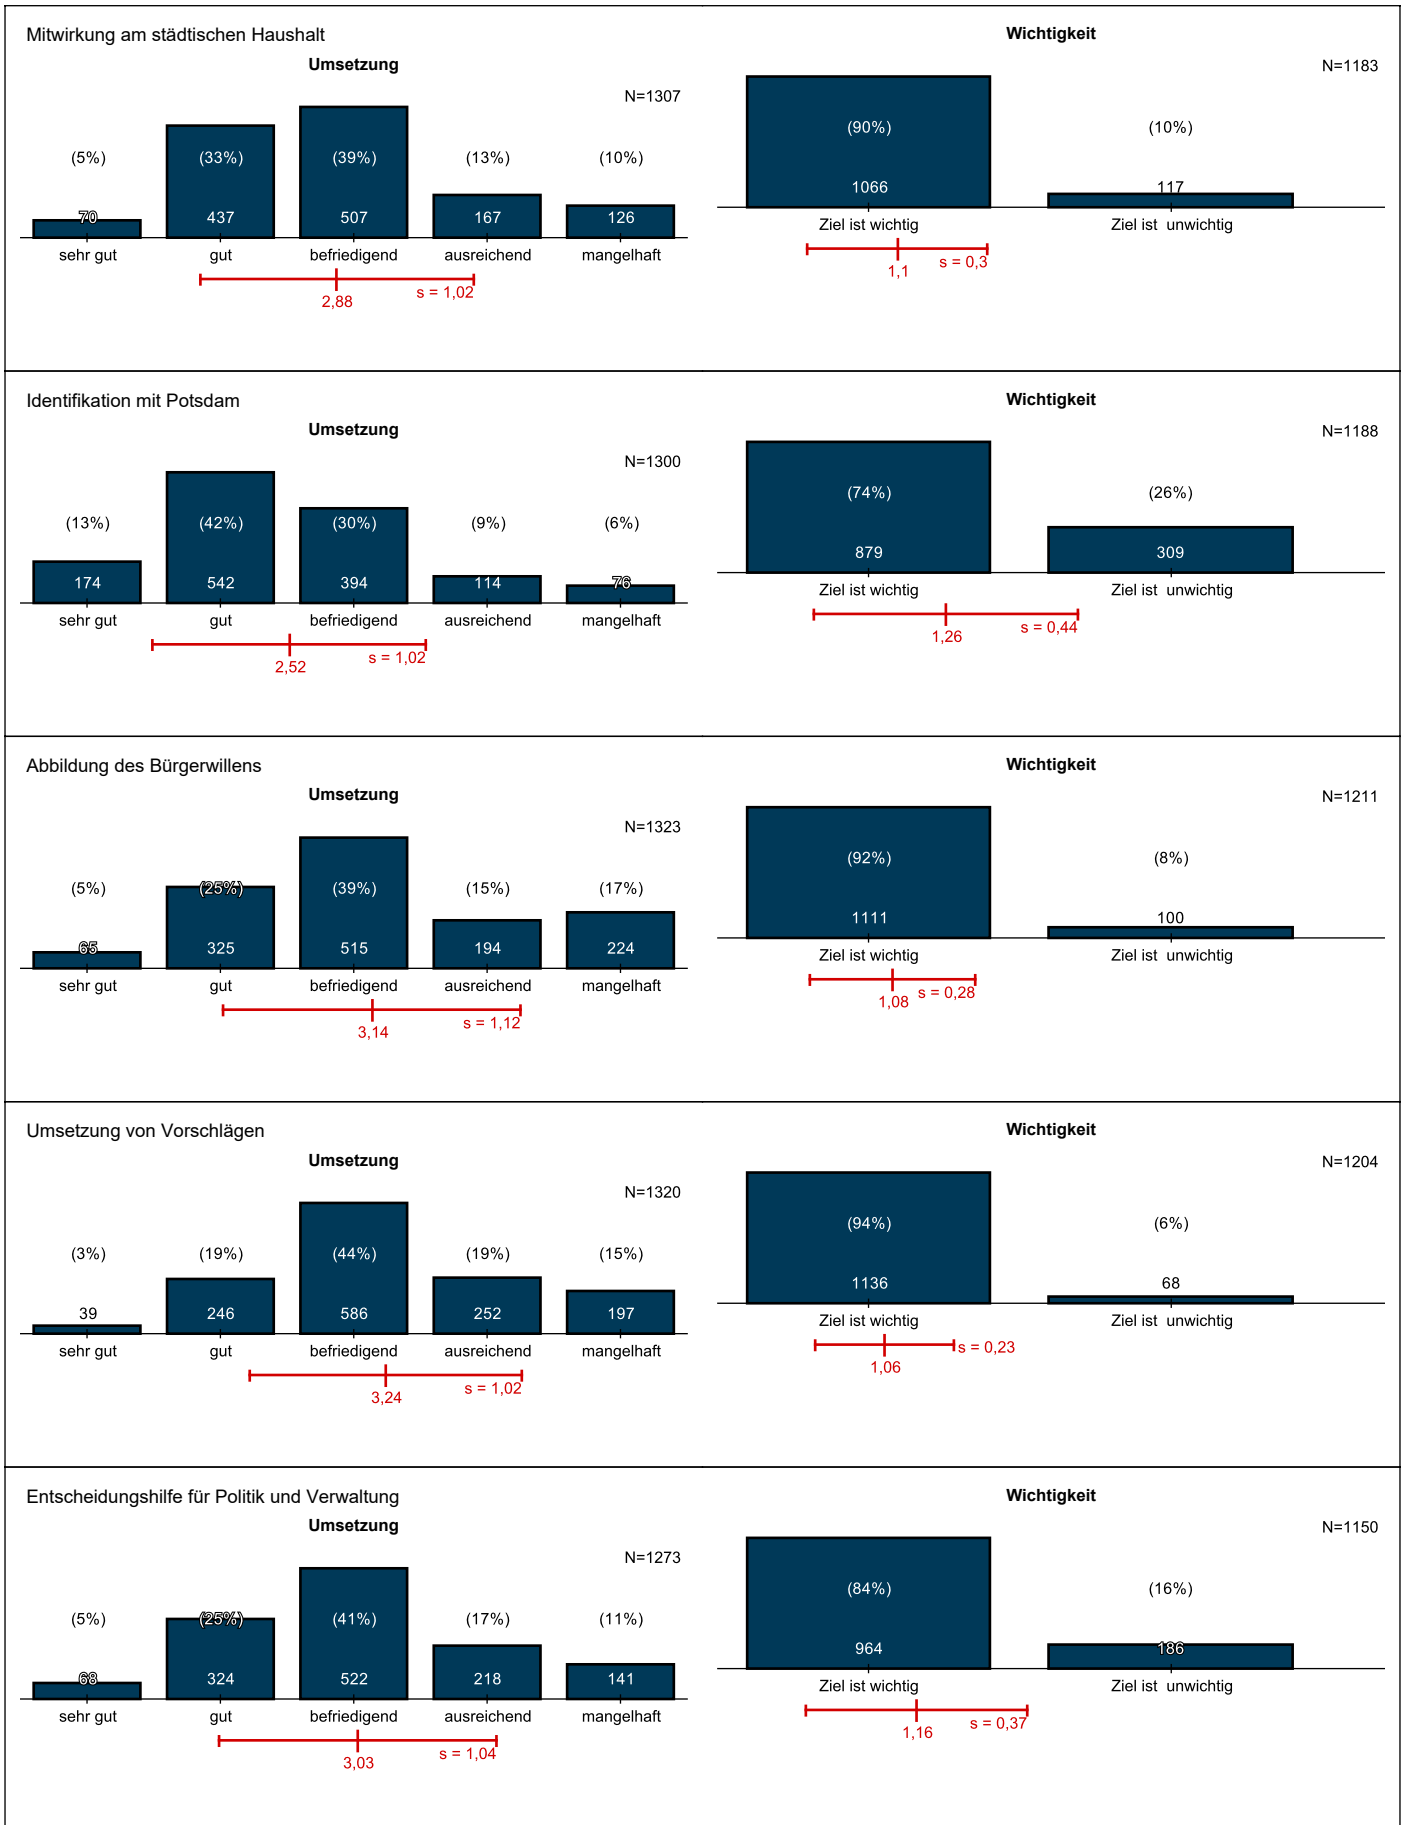 Mitwirkung am städtischen Haushalt
Umsetzung
N=1307
(5%) (33%) (39%) (13%) (10%)
70 437 507 167 126
sehr gut gut befriedigend ausreichend mangelhaft
s = 1,02
2,88
Wichtigkeit
N=1183
(90%) (10%)
1066 117
Ziel ist wichtig Ziel ist unwichtig
s = 0,3
1,1
Identifikation mit Potsdam
Umsetzung
N=1300
(13%) (42%) (30%) (9%) (6%)
174 542 394 114 76
sehr gut gut befriedigend ausreichend mangelhaft
s = 1,02
2,52
Wichtigkeit
N=1188
(74%) (26%)
879 309
Ziel ist wichtig Ziel ist unwichtig
s = 0,44
1,26
Abbildung des Bürgerwillens
Umsetzung
N=1323
(5%) (25%) (39%) (15%) (17%)
65 325 515 194 224
sehr gut gut befriedigend ausreichend mangelhaft
s = 1,12
3,14
Wichtigkeit
N=1211
(92%) (8%)
1111 100
Ziel ist wichtig Ziel ist unwichtig
s = 0,28
1,08
Umsetzung von Vorschlägen
Umsetzung
N=1320
(3%) (19%) (44%) (19%) (15%)
39 246 586 252 197
sehr gut gut befriedigend ausreichend mangelhaft
s = 1,02
3,24
Wichtigkeit
N=1204
(94%) (6%)
1136 68
Ziel ist wichtig Ziel ist unwichtig
s = 0,23
1,06
Entscheidungshilfe für Politik und Verwaltung
Umsetzung
N=1273
(5%) (25%) (41%) (17%) (11%)
68 324 522 218 141
sehr gut gut befriedigend ausreichend mangelhaft
s = 1,04
3,03
Wichtigkeit
N=1150
(84%) (16%)
964 186
Ziel ist wichtig Ziel ist unwichtig
s = 0,37
1,16